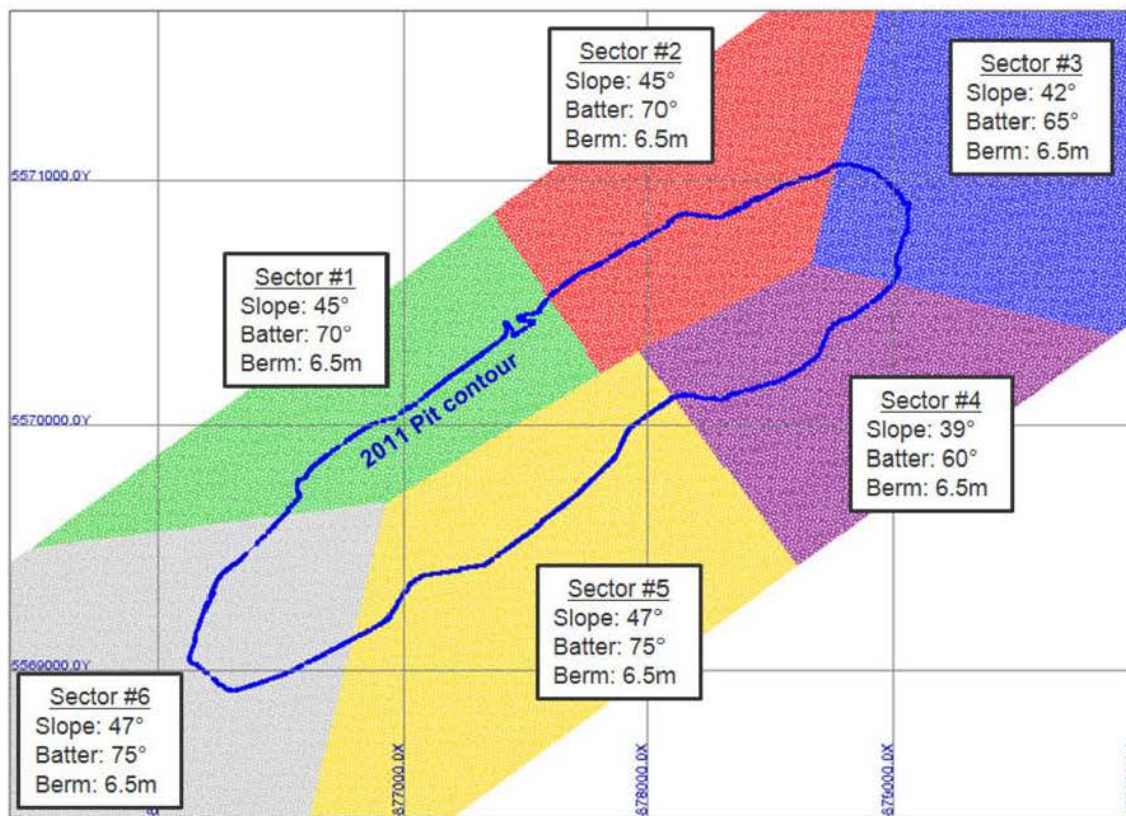 Sector #2
Slope: 45°
Batter: 70°
Berm: 6.5m
Sector #3
Slope: 42°
Batter: 65°
Berm: 6.5m
5571000.0Y
Sector #1
Slope: 45°
Batter: 70°
Berm: 6.5m
2011 Pit contour
5570000.0Y
Sector #4
Slope: 39°
Batter: 60°
Berm: 6.5m
Sector #5
Slope: 47°
Batter: 75°
Berm: 6.5m
5569000.0Y
Sector #6
Slope: 47°
Batter: 75°
Berm: 6.5m
677000.0X
678000.0X
679000.0X